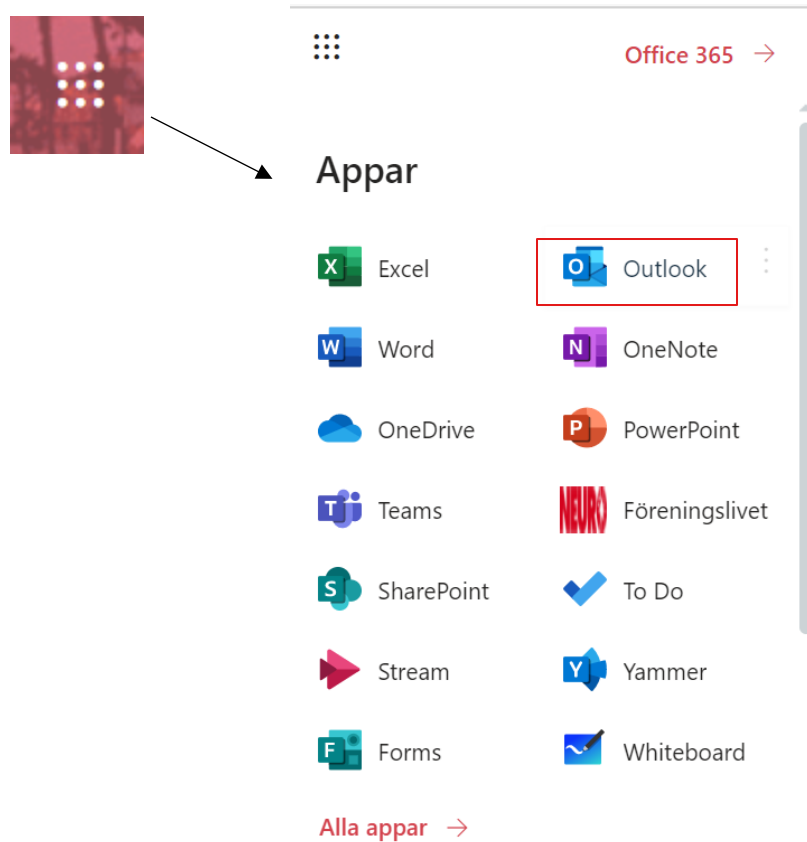 Office 365
Appar
Excel
Outlook
Word
OneNote
OneDrive
PowerPoint
Teams
NEURO Föreningslivet
SharePoint
To Do
Stream
Yammer
Forms
Whiteboard
Alla appar